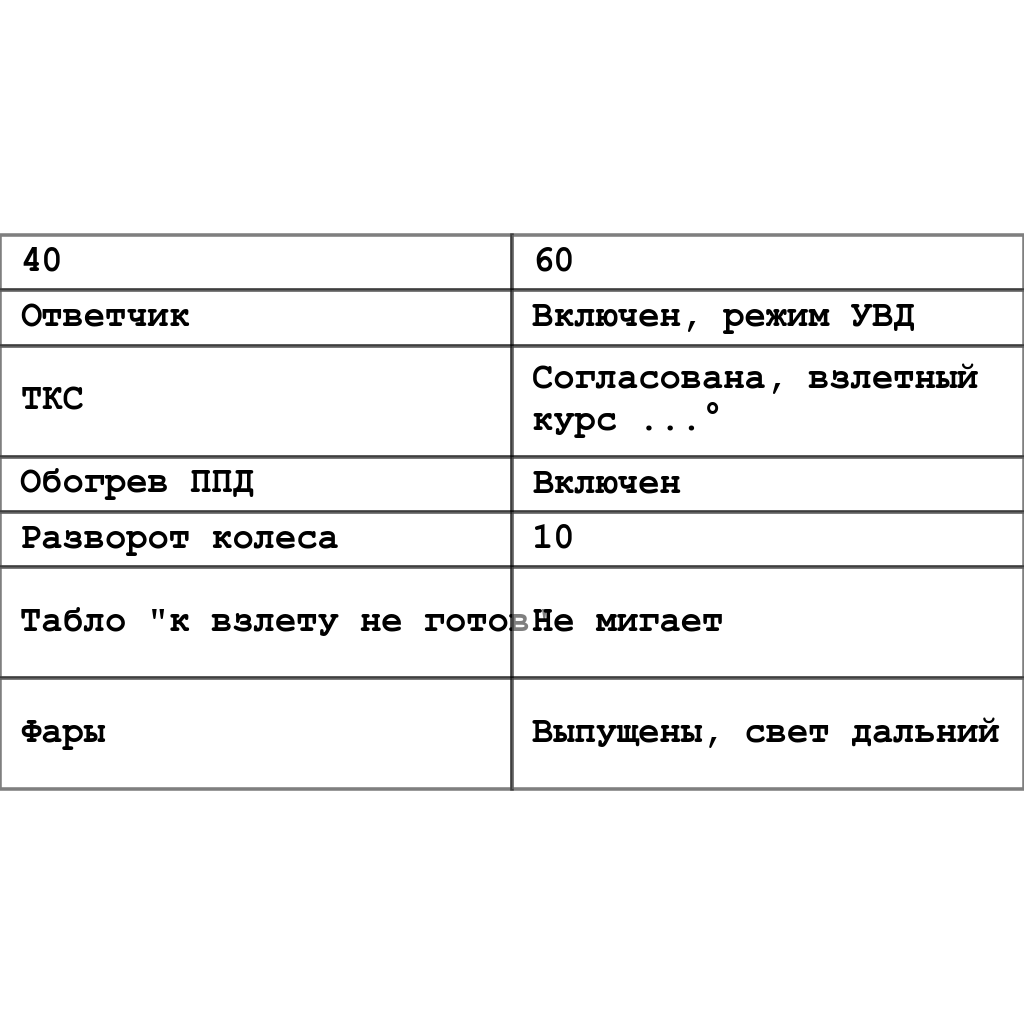 40 60
Ответчик Включен, режим УВД
ТКС Согласована, взлетный
курс ...°
Обогрев ППД Включен
Разворот колеса 10
Табло "к взлету не готов" Не мигает
Фары Выпущены, свет дальний